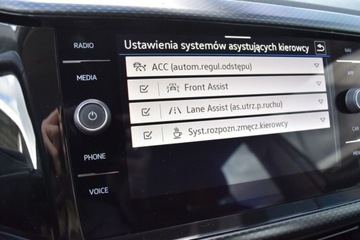 RADIO
MEDIA
PHONE
VOICE
Ustawienia systemów asystujących kierowcy
ACC (autom.regul.odstępu)
Front Assist
Lane Assist (as.utrz.p.ruchu)
Syst.rozpozn.zmęcz.kierowcy
CAR